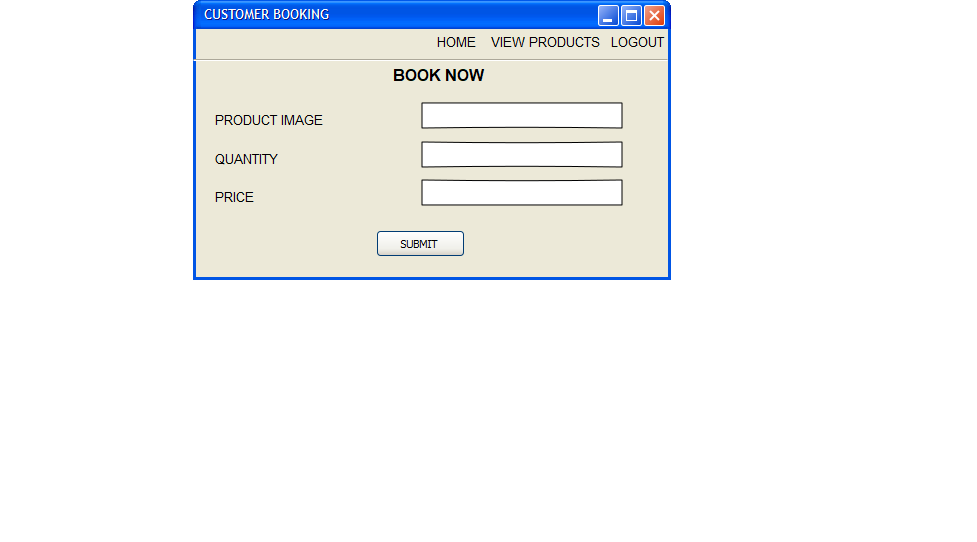 CUSTOMER BOOKING
HOME VIEW PRODUCTS LOGOUT
BOOK NOW
PRODUCT IMAGE
QUANTITY
PRICE
SUBMIT